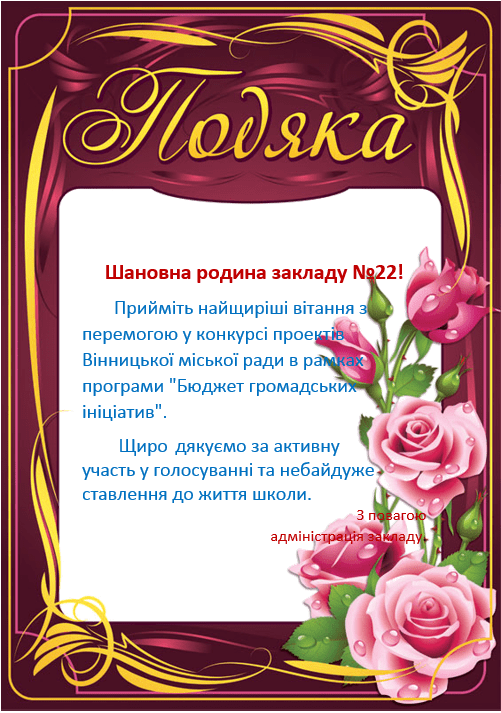 Подяка
Шановна родина закладу №22!
Прийміть найщиріші вітання з
перемогою у конкурсі проектів
Вінницької міської ради в рамках
програми "Бюджет громадських
ініціатив".
Щиро дякуємо за активну
участь у голосуванні та небайдуже
ставлення до життя школи.
З повагою
адміністрація закладу.